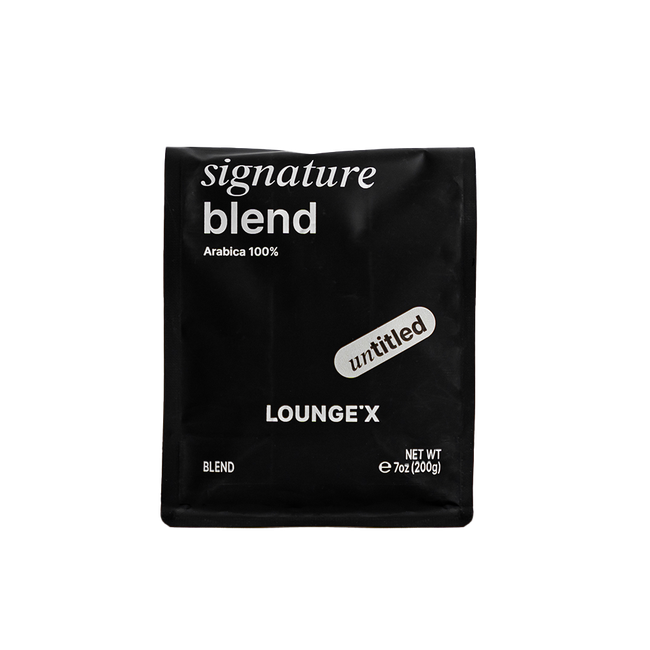 signature
blend
Arabica 100%
untitled
LOUNGE'X
BLEND
NET WT
℮ 7oz (200g)